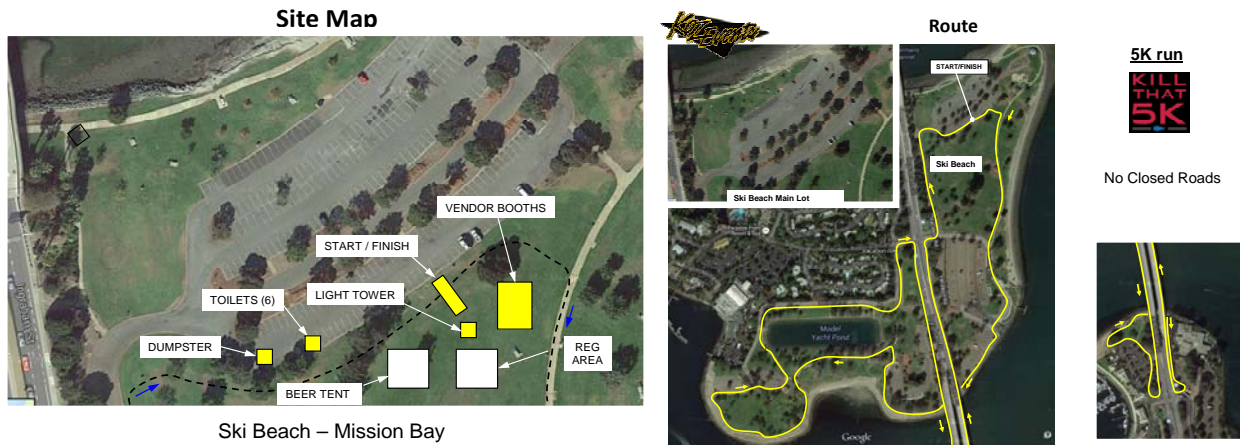 Site Map
VENDOR BOOTHS
START / FINISH
TOILETS (6)
LIGHT TOWER
DUMPSTER
REG
AREA
BEER TENT
Ingraham St
Ski Beach – Mission Bay
Route
START/FINISH
Ski Beach
Ski Beach Main Lot
Model
Yacht Pond
Google
5K run
KILL
THAT
5K
No Closed Roads